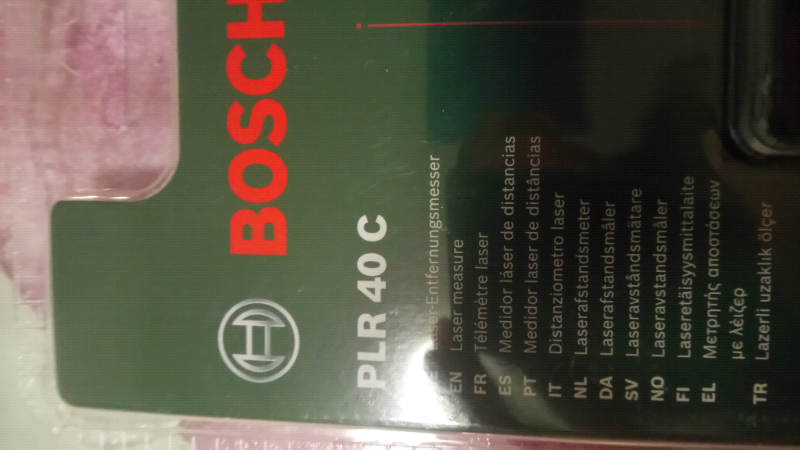 BOSCH
PLR 40 C
Laser-Entfernungsmesser
EN Laser measure
FR Télémètre laser
ES Medidor láser de distancias
PT Medidor laser de distâncias
IT Distanziometro laser
NL Laserafstandsmeter
DA Laserafstandsmåler
SV Laseravståndsmätare
NO Laseravstandsmåler
FI Laseretäisyysmittalaite
EL Μετρητής αποστάσεων
με λέιζερ
TR Lazerli uzaklık ölçer